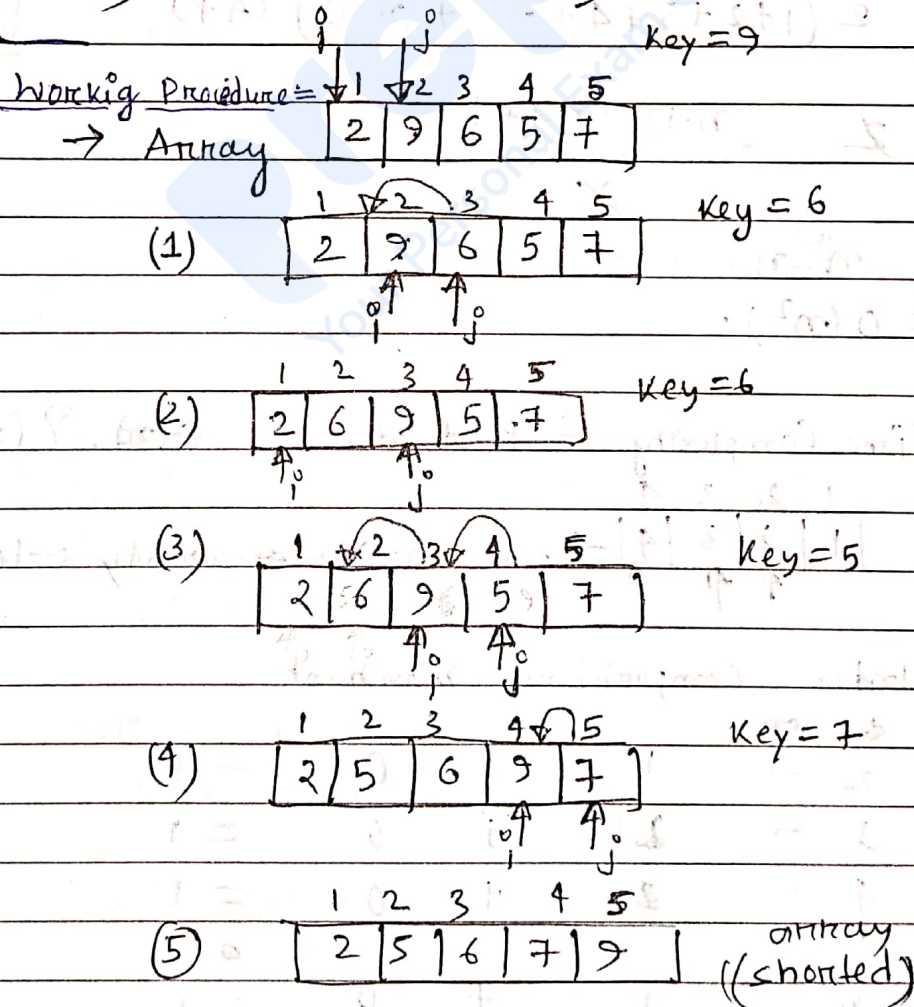 i j Key = 9
Workig Procedure:= 1 2 3 4 5
→ Array 2 9 6 5 7
1 2 3 4 5 Key = 6
(1) 2 9 6 5 7
i j
1 2 3 4 5 Key = 6
(2) 2 6 9 5 7
i j
(3) 1 2 3 4 5 Key = 5
2 6 9 5 7
i j
1 2 3 4 5 Key = 7
(4) 2 5 6 9 7
i j
1 2 3 4 5
(5) 2 5 6 7 9 array
(shorted)